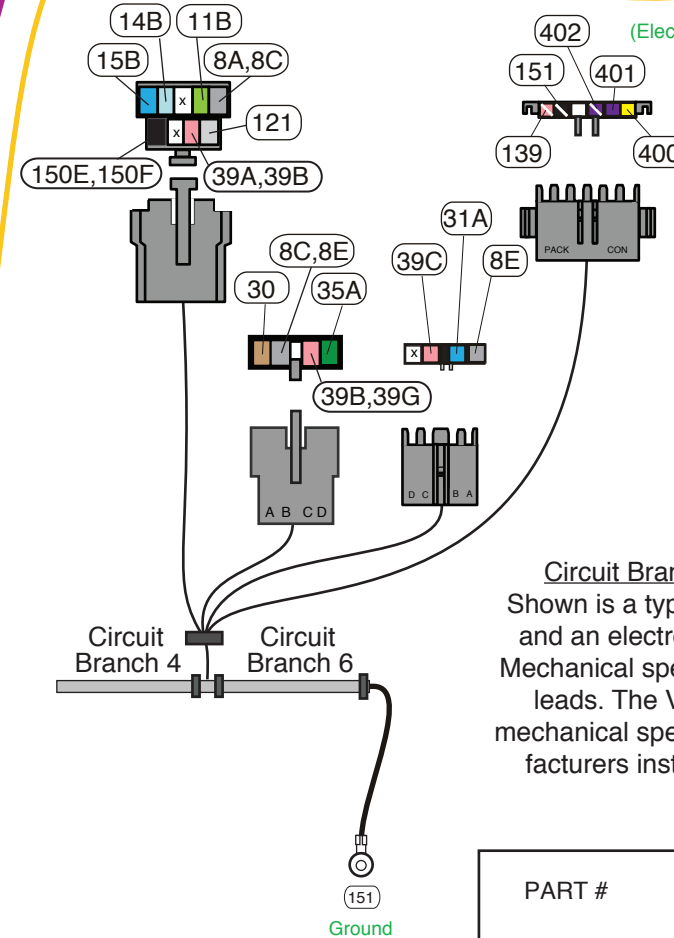 14B
11B
402
(Elec
15B
8A,8C
151
401
x
x
121
139
400
150E,150F
39A,39B
31A
PACK
CON
8C,8E
39C
8E
30
35A
x
39B,39G
D C
B A
A B C D
Circuit Bran
Shown is a typ
and an electro
Mechanical spe
leads. The V
mechanical spe
facturers inst
Circuit
Branch 4
Circuit
Branch 6
PART #
151
Ground